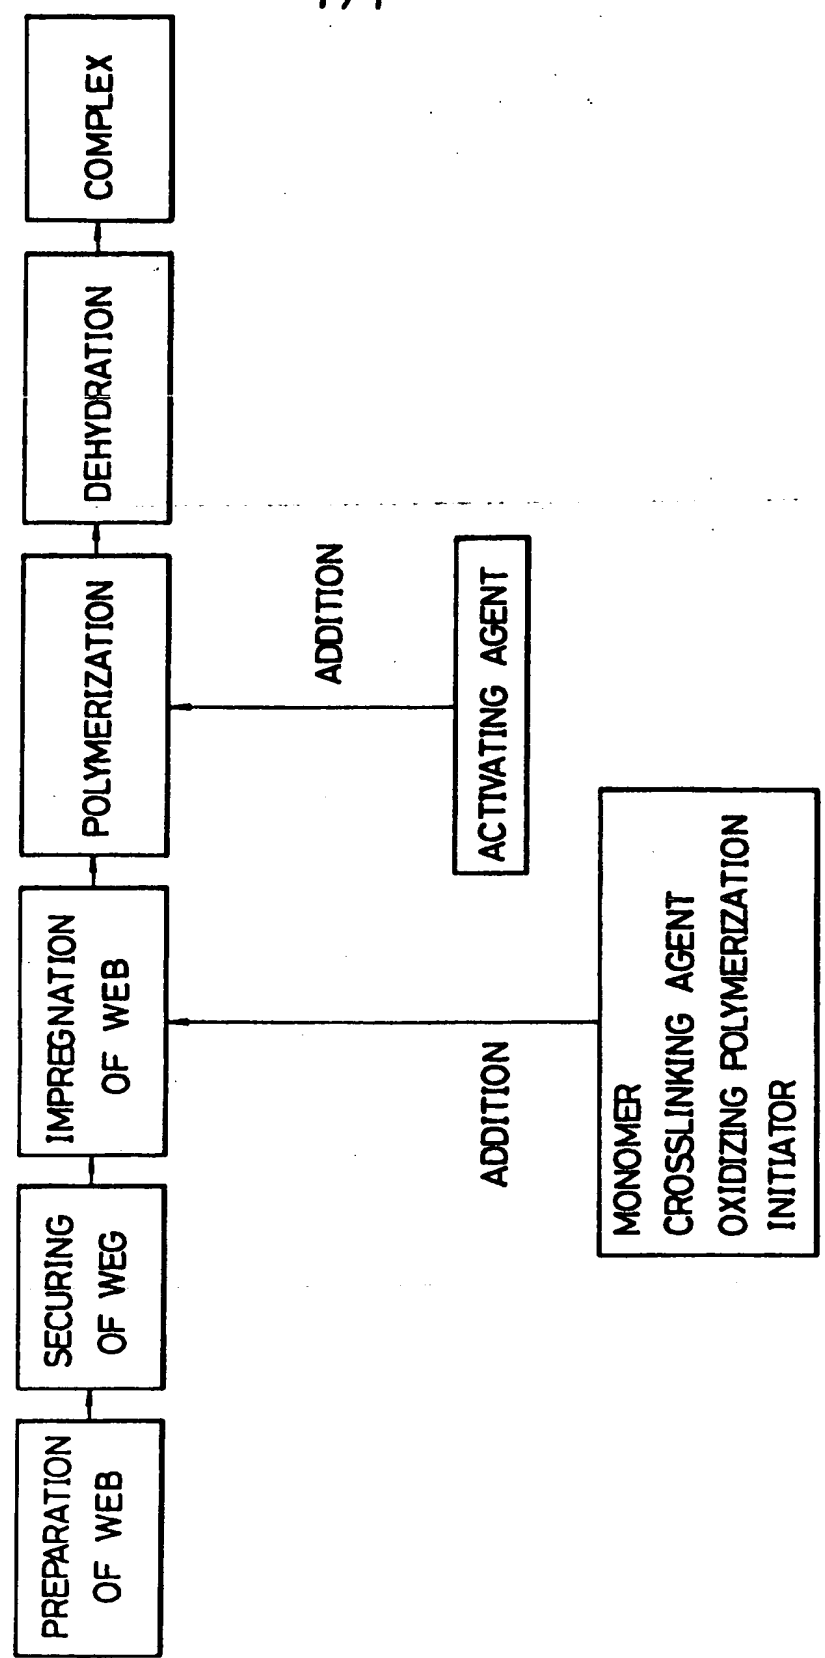 PREPARATION
OF WEB
SECURING
OF WEG
IMPREGNATION
OF WEB
POLYMERIZATION
DEHYDRATION
COMPLEX
ADDITION
ADDITION
ACTIVATING AGENT
MONOMER
CROSSLINKING AGENT
OXIDIZING POLYMERIZATION
INITIATOR